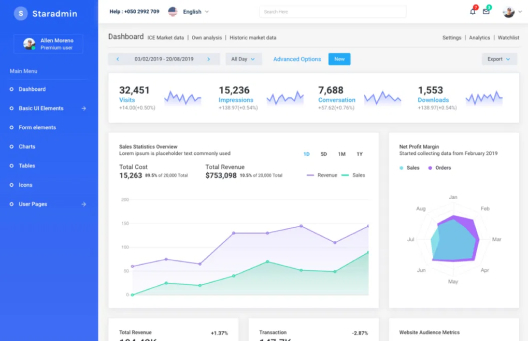 S Staradmin
Help : +050 2992 709
English
Search Here
Allen Moreno
Premium user
Main Menu
Dashboard
Basic UI Elements
Form elements
Charts
Tables
Icons
User Pages
Dashboard ICE Market data | Own analysis | Historic market data
Settings | Analytics | Watchlist
03/02/2019 - 20/08/2019
All Day
Advanced Options
New
Export
32,451
Visits
+14.00(+0.50%)
15,236
Impressions
+138.97(+0.54%)
7,688
Conversation
+57.62(+0.76%)
1,553
Downloads
+138.97(+0.54%)
Sales Statistics Overview
Lorem ipsum is placeholder text commonly used
1D 5D 1M 1Y
Total Cost
15,263 89.5% of 20,000 Total
Total Revenue
$753,098 10.5% of 20,000 Total
Revenue Sales
200
150
100
50
0
Net Profit Margin
Started collecting data from February 2019
Sales Orders
Jan
Feb
Mar
Apr
May
Jun
Jul
Aug
Total Revenue
+1.37%
Transaction
-2.87%
Website Audience Metrics